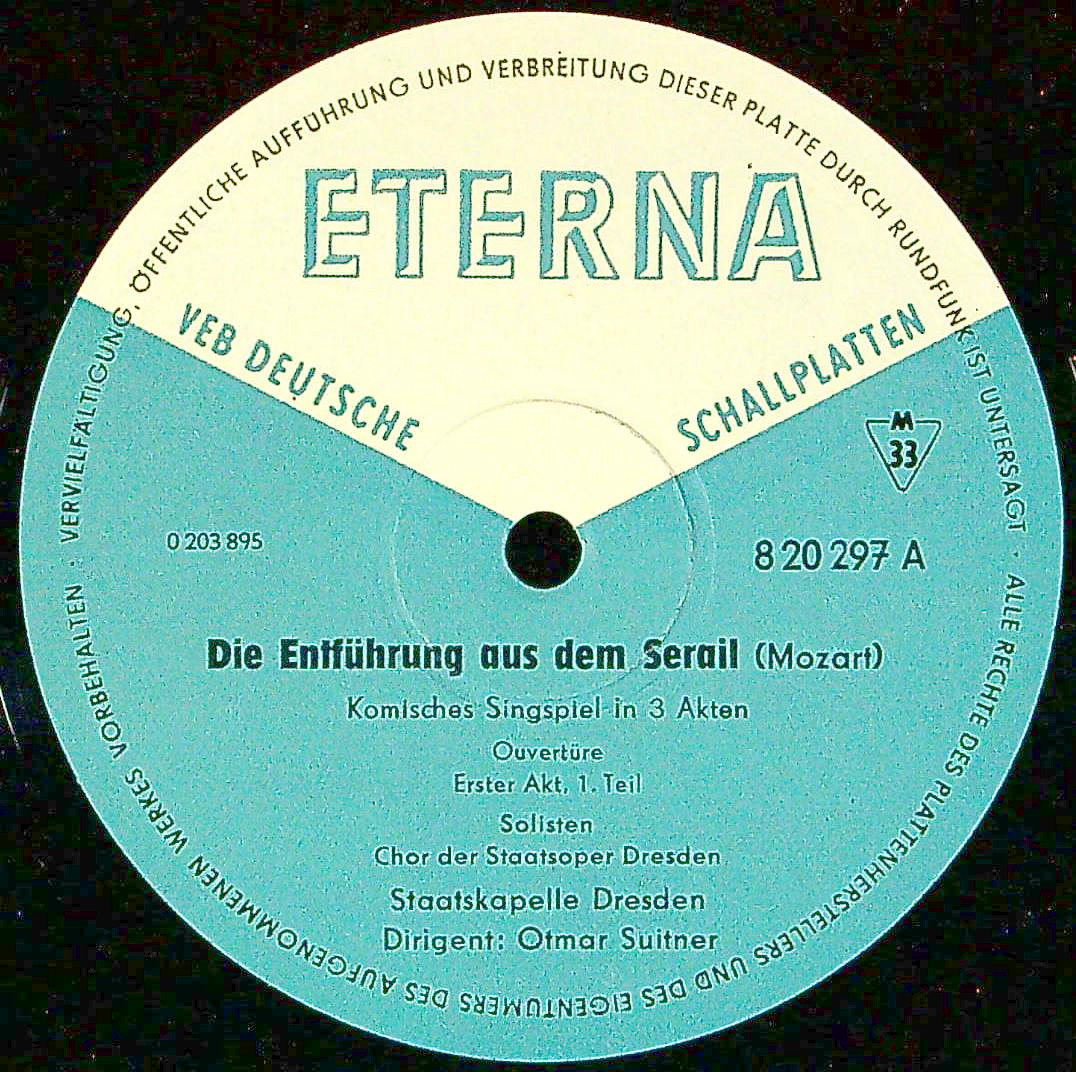 ALLE RECHTE DES PLATTENHERSTELLERS UND DES EIGENTUMERS DES AUFGENOMMENEN WERKES VORBEHALTEN · VERVIELFÄLTIGUNG, ÖFFENTLICHE AUFFÜHRUNG UND VERBREITUNG DIESER PLATTE DURCH RUNDFUNK IST UNTERSAGT ·
ETERNA
VEB DEUTSCHE SCHALLPLATTEN
M
33
0 203 895
8 20 297 A
Die Entführung aus dem Serail (Mozart)
Komisches Singspiel in 3 Akten
Ouvertüre
Erster Akt, 1. Teil
Solisten
Chor der Staatsoper Dresden
Staatskapelle Dresden
Dirigent: Otmar Suitner